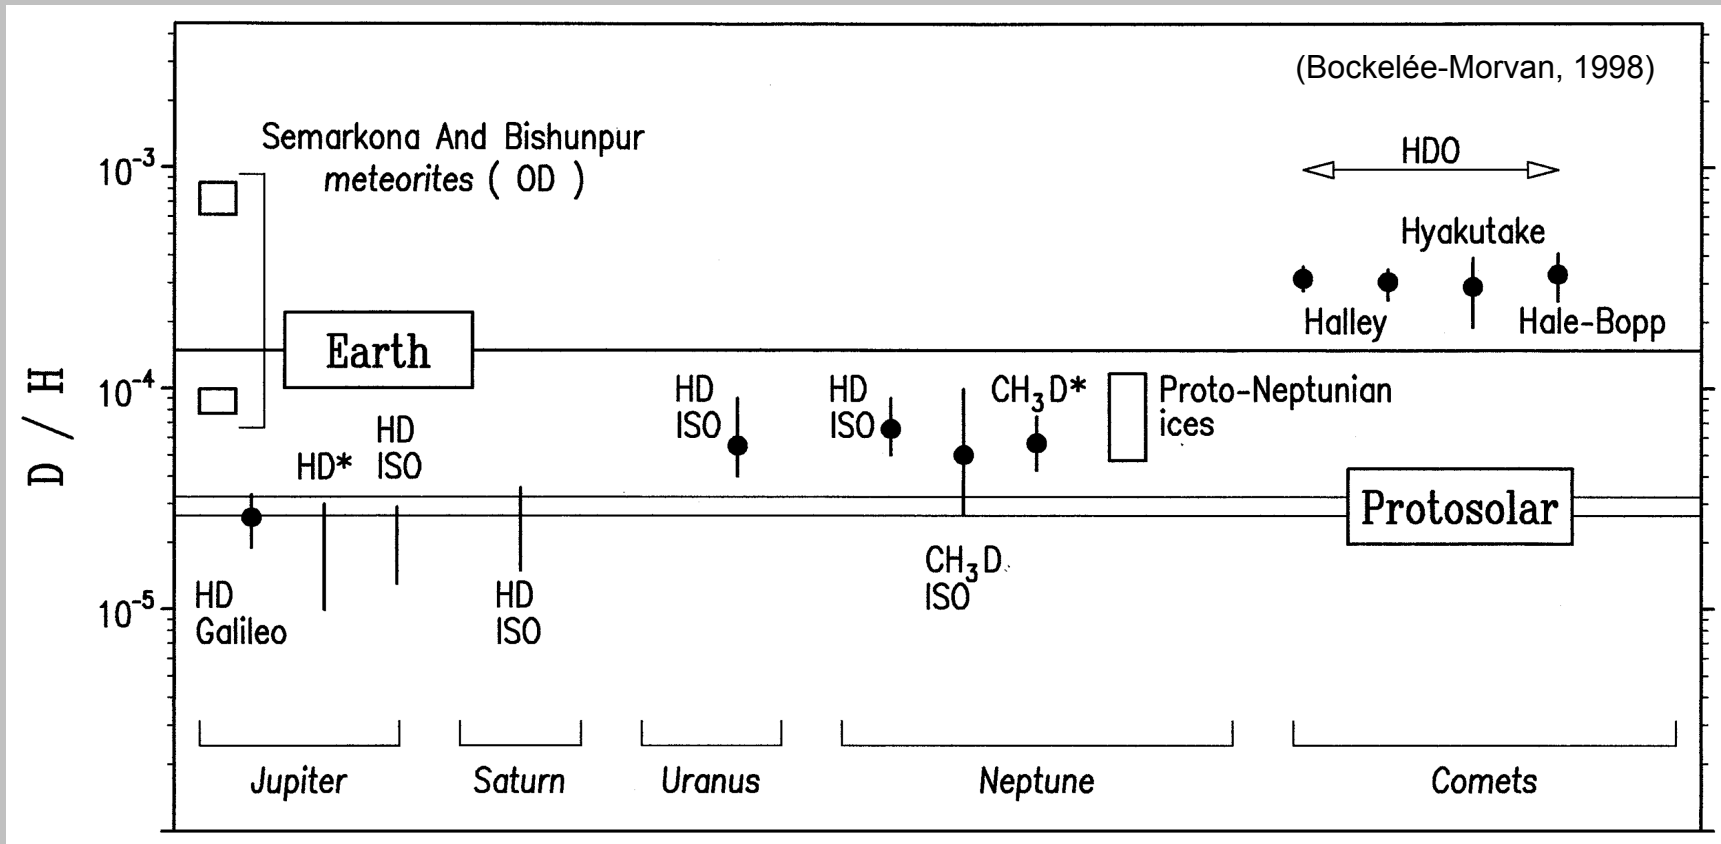 (Bockelée-Morvan, 1998)
Semarkona And Bishunpur
meteorites ( OD )
HDO
10-3
Hyakutake
Halley
Hale-Bopp
Earth
10-4
D / H
HD
ISO
HD
ISO
CH3D*
Proto-Neptunian
ices
HD*
HD
ISO
Protosolar
CH3D
ISO
10-5
HD
Galileo
HD
ISO
Jupiter
Saturn
Uranus
Neptune
Comets